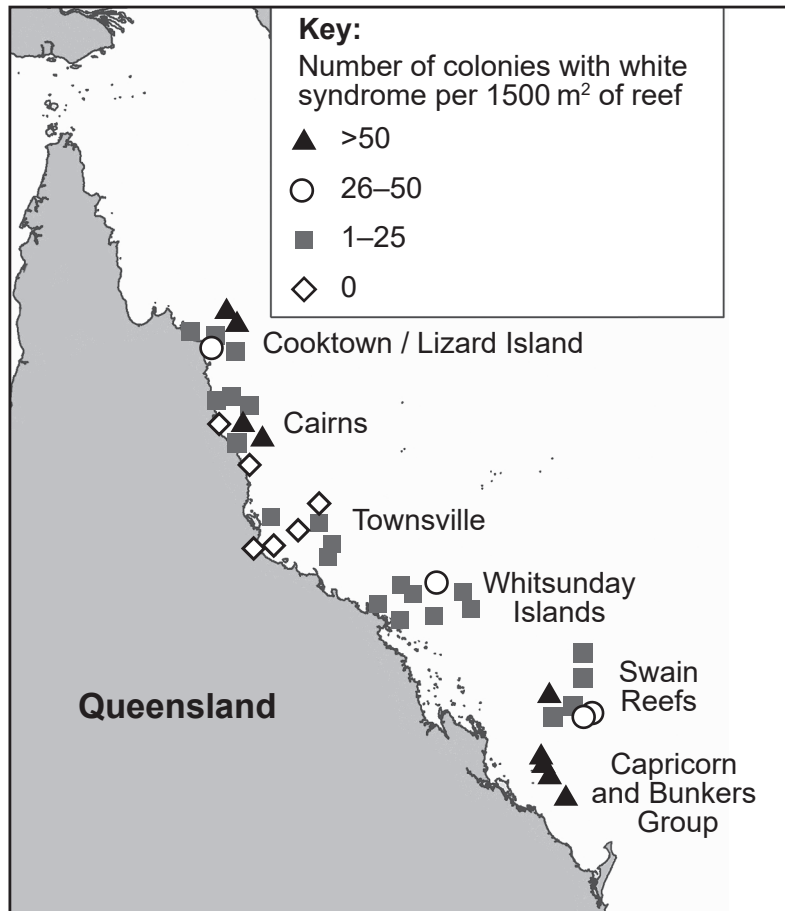 Key:
Number of colonies with white
syndrome per 1500 m² of reef
>50
26–50
1–25
0
Cooktown / Lizard Island
Cairns
Townsville
Whitsunday
Islands
Swain
Reefs
Queensland
Capricorn
and Bunkers
Group